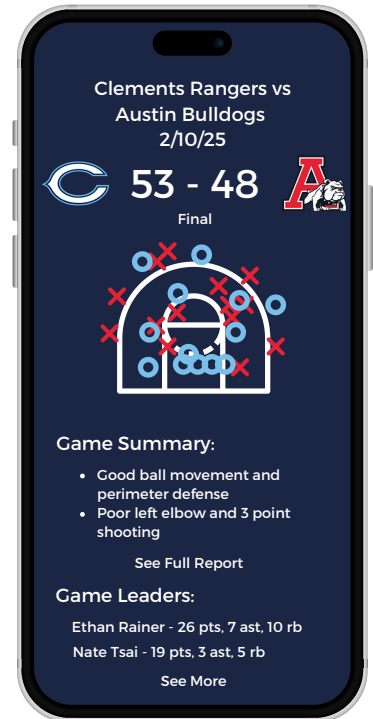 Clements Rangers vs
Austin Bulldogs
2/10/25
C 53 - 48 A
Final
Game Summary:
• Good ball movement and
perimeter defense
• Poor left elbow and 3 point
shooting
See Full Report
Game Leaders:
Ethan Rainer - 26 pts, 7 ast, 10 rb
Nate Tsai - 19 pts, 3 ast, 5 rb
See More